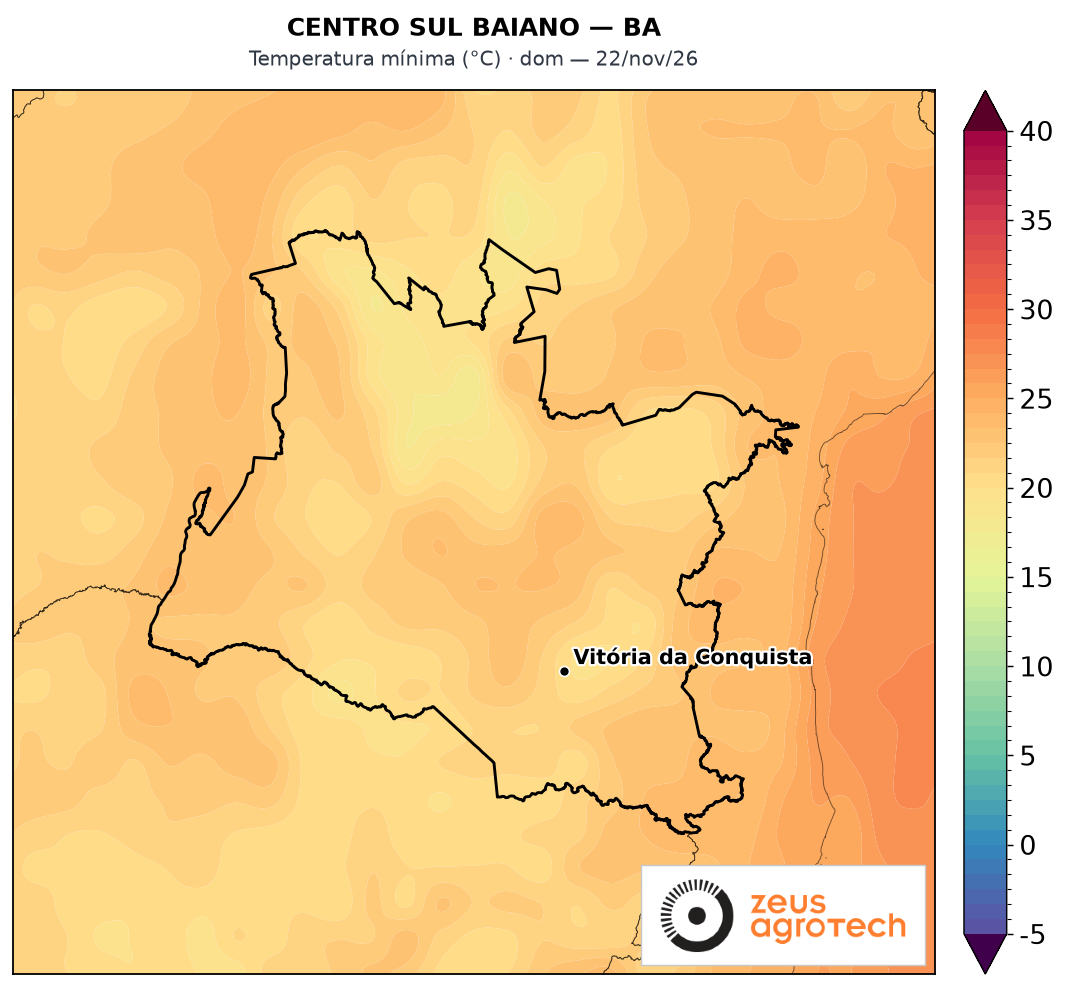 CENTRO SUL BAIANO — BA
Temperatura mínima (°C) · dom — 22/nov/26
40
35
30
25
20
15
10
5
0
-5
Vitória da Conquista
zeus
agrotech